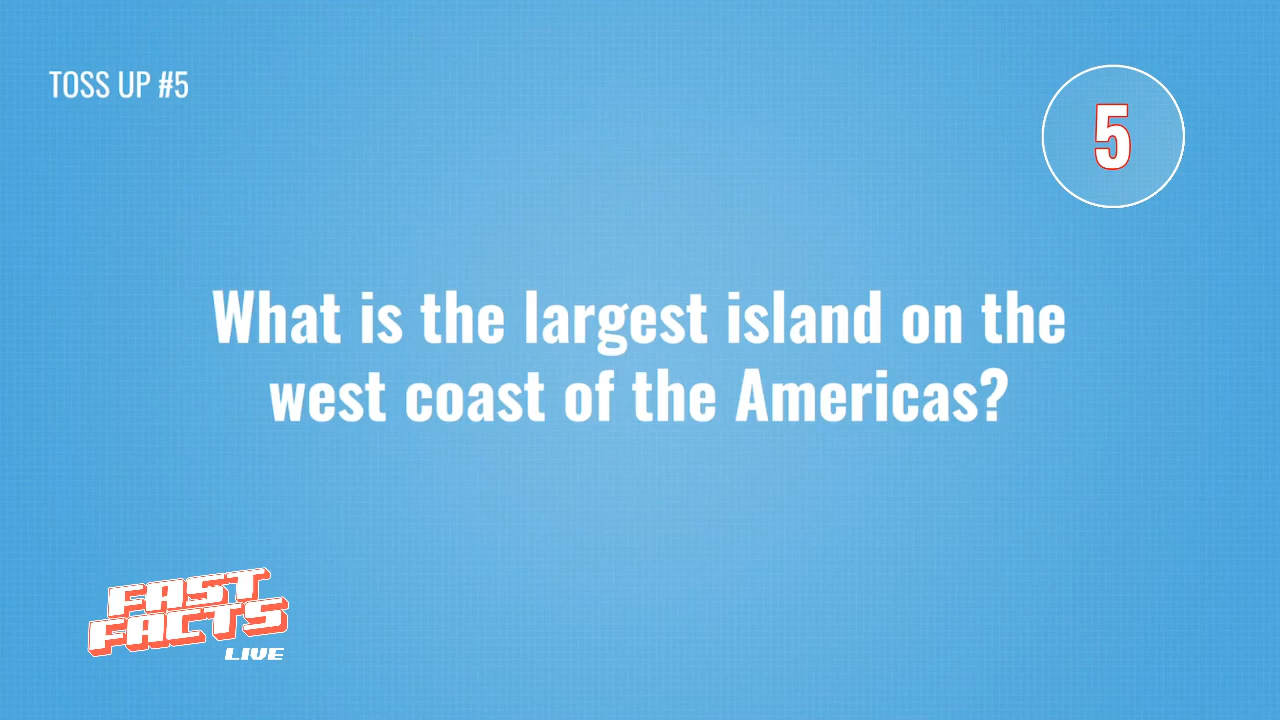 TOSS UP #5
5
What is the largest island on the
west coast of the Americas?
FAST
FACTS
LIVE